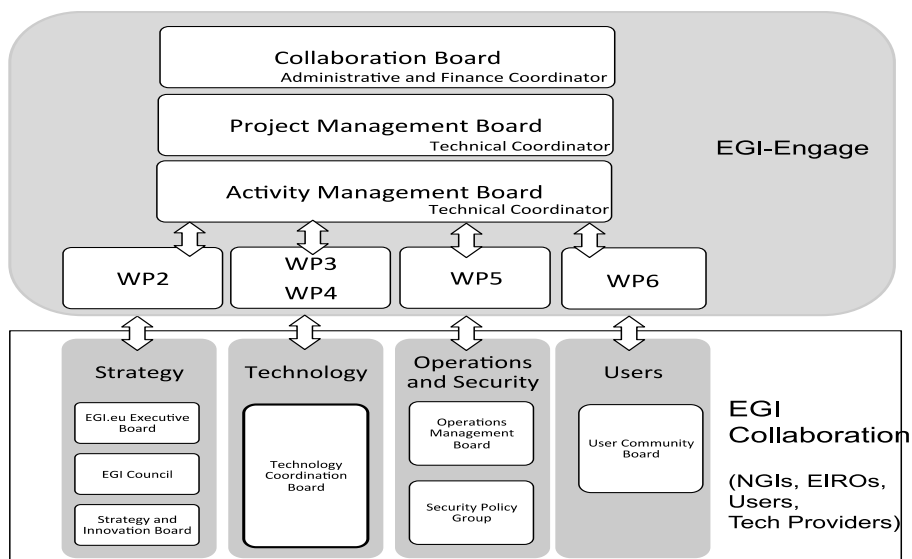 Collaboration Board
Administrative and Finance Coordinator
Project Management Board
Technical Coordinator
EGI-Engage
Activity Management Board
Technical Coordinator
WP2
WP3
WP4
WP5
WP6
Strategy
EGI.eu Executive
Board
EGI Council
Strategy and
Innovation Board
Technology
Technology
Coordination
Board
Operations
and Security
Operations
Management
Board
Security Policy
Group
Users
User Community
Board
EGI
Collaboration
(NGIs, EIROs,
Users,
Tech Providers)